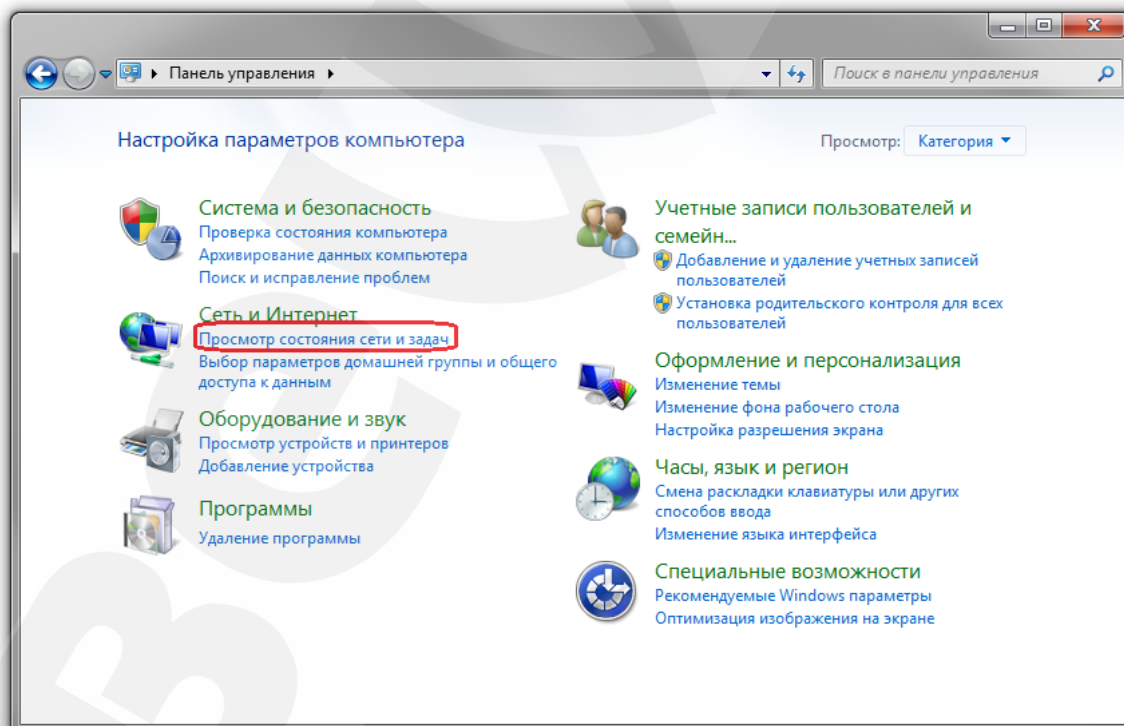 Панель управления
Поиск в панели управления
Настройка параметров компьютера
Просмотр: Категория
Система и безопасность
Проверка состояния компьютера
Архивирование данных компьютера
Поиск и исправление проблем
Сеть и Интернет
Просмотр состояния сети и задач
Выбор параметров домашней группы и общего
доступа к данным
Оборудование и звук
Просмотр устройств и принтеров
Добавление устройства
Программы
Удаление программы
Учетные записи пользователей и
семейн...
Добавление и удаление учетных записей
пользователей
Установка родительского контроля для всех
пользователей
Оформление и персонализация
Изменение темы
Изменение фона рабочего стола
Настройка разрешения экрана
Часы, язык и регион
Смена раскладки клавиатуры или других
способов ввода
Изменение языка интерфейса
Специальные возможности
Рекомендуемые Windows параметры
Оптимизация изображения на экране